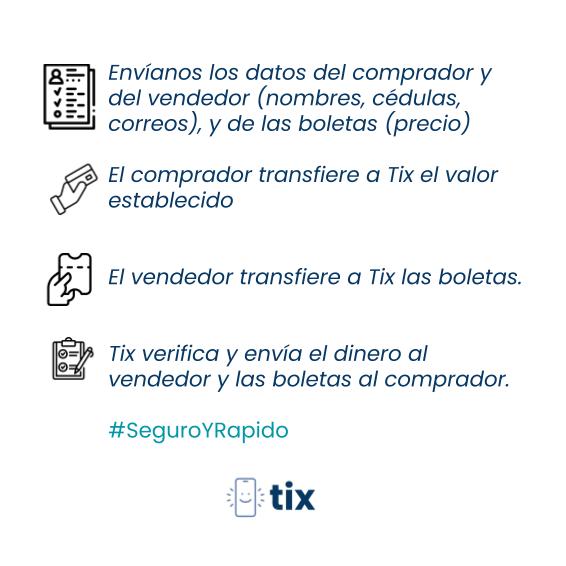 Envíanos los datos del comprador y
del vendedor (nombres, cédulas,
correos), y de las boletas (precio)
El comprador transfiere a Tix el valor
establecido
El vendedor transfiere a Tix las boletas.
Tix verifica y envía el dinero al
vendedor y las boletas al comprador.
#SeguroYRapido
tix